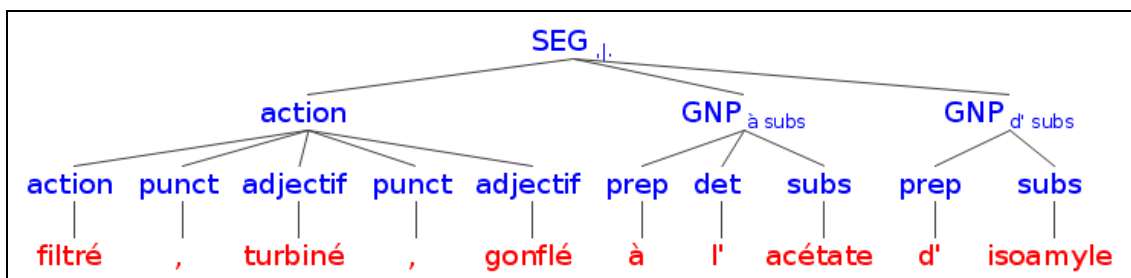 SEG .|.
action GNP à subs GNP d' subs
action punct adjectif punct adjectif prep det subs prep subs
filtré , turbiné , gonflé à l' acétate d' isoamyle